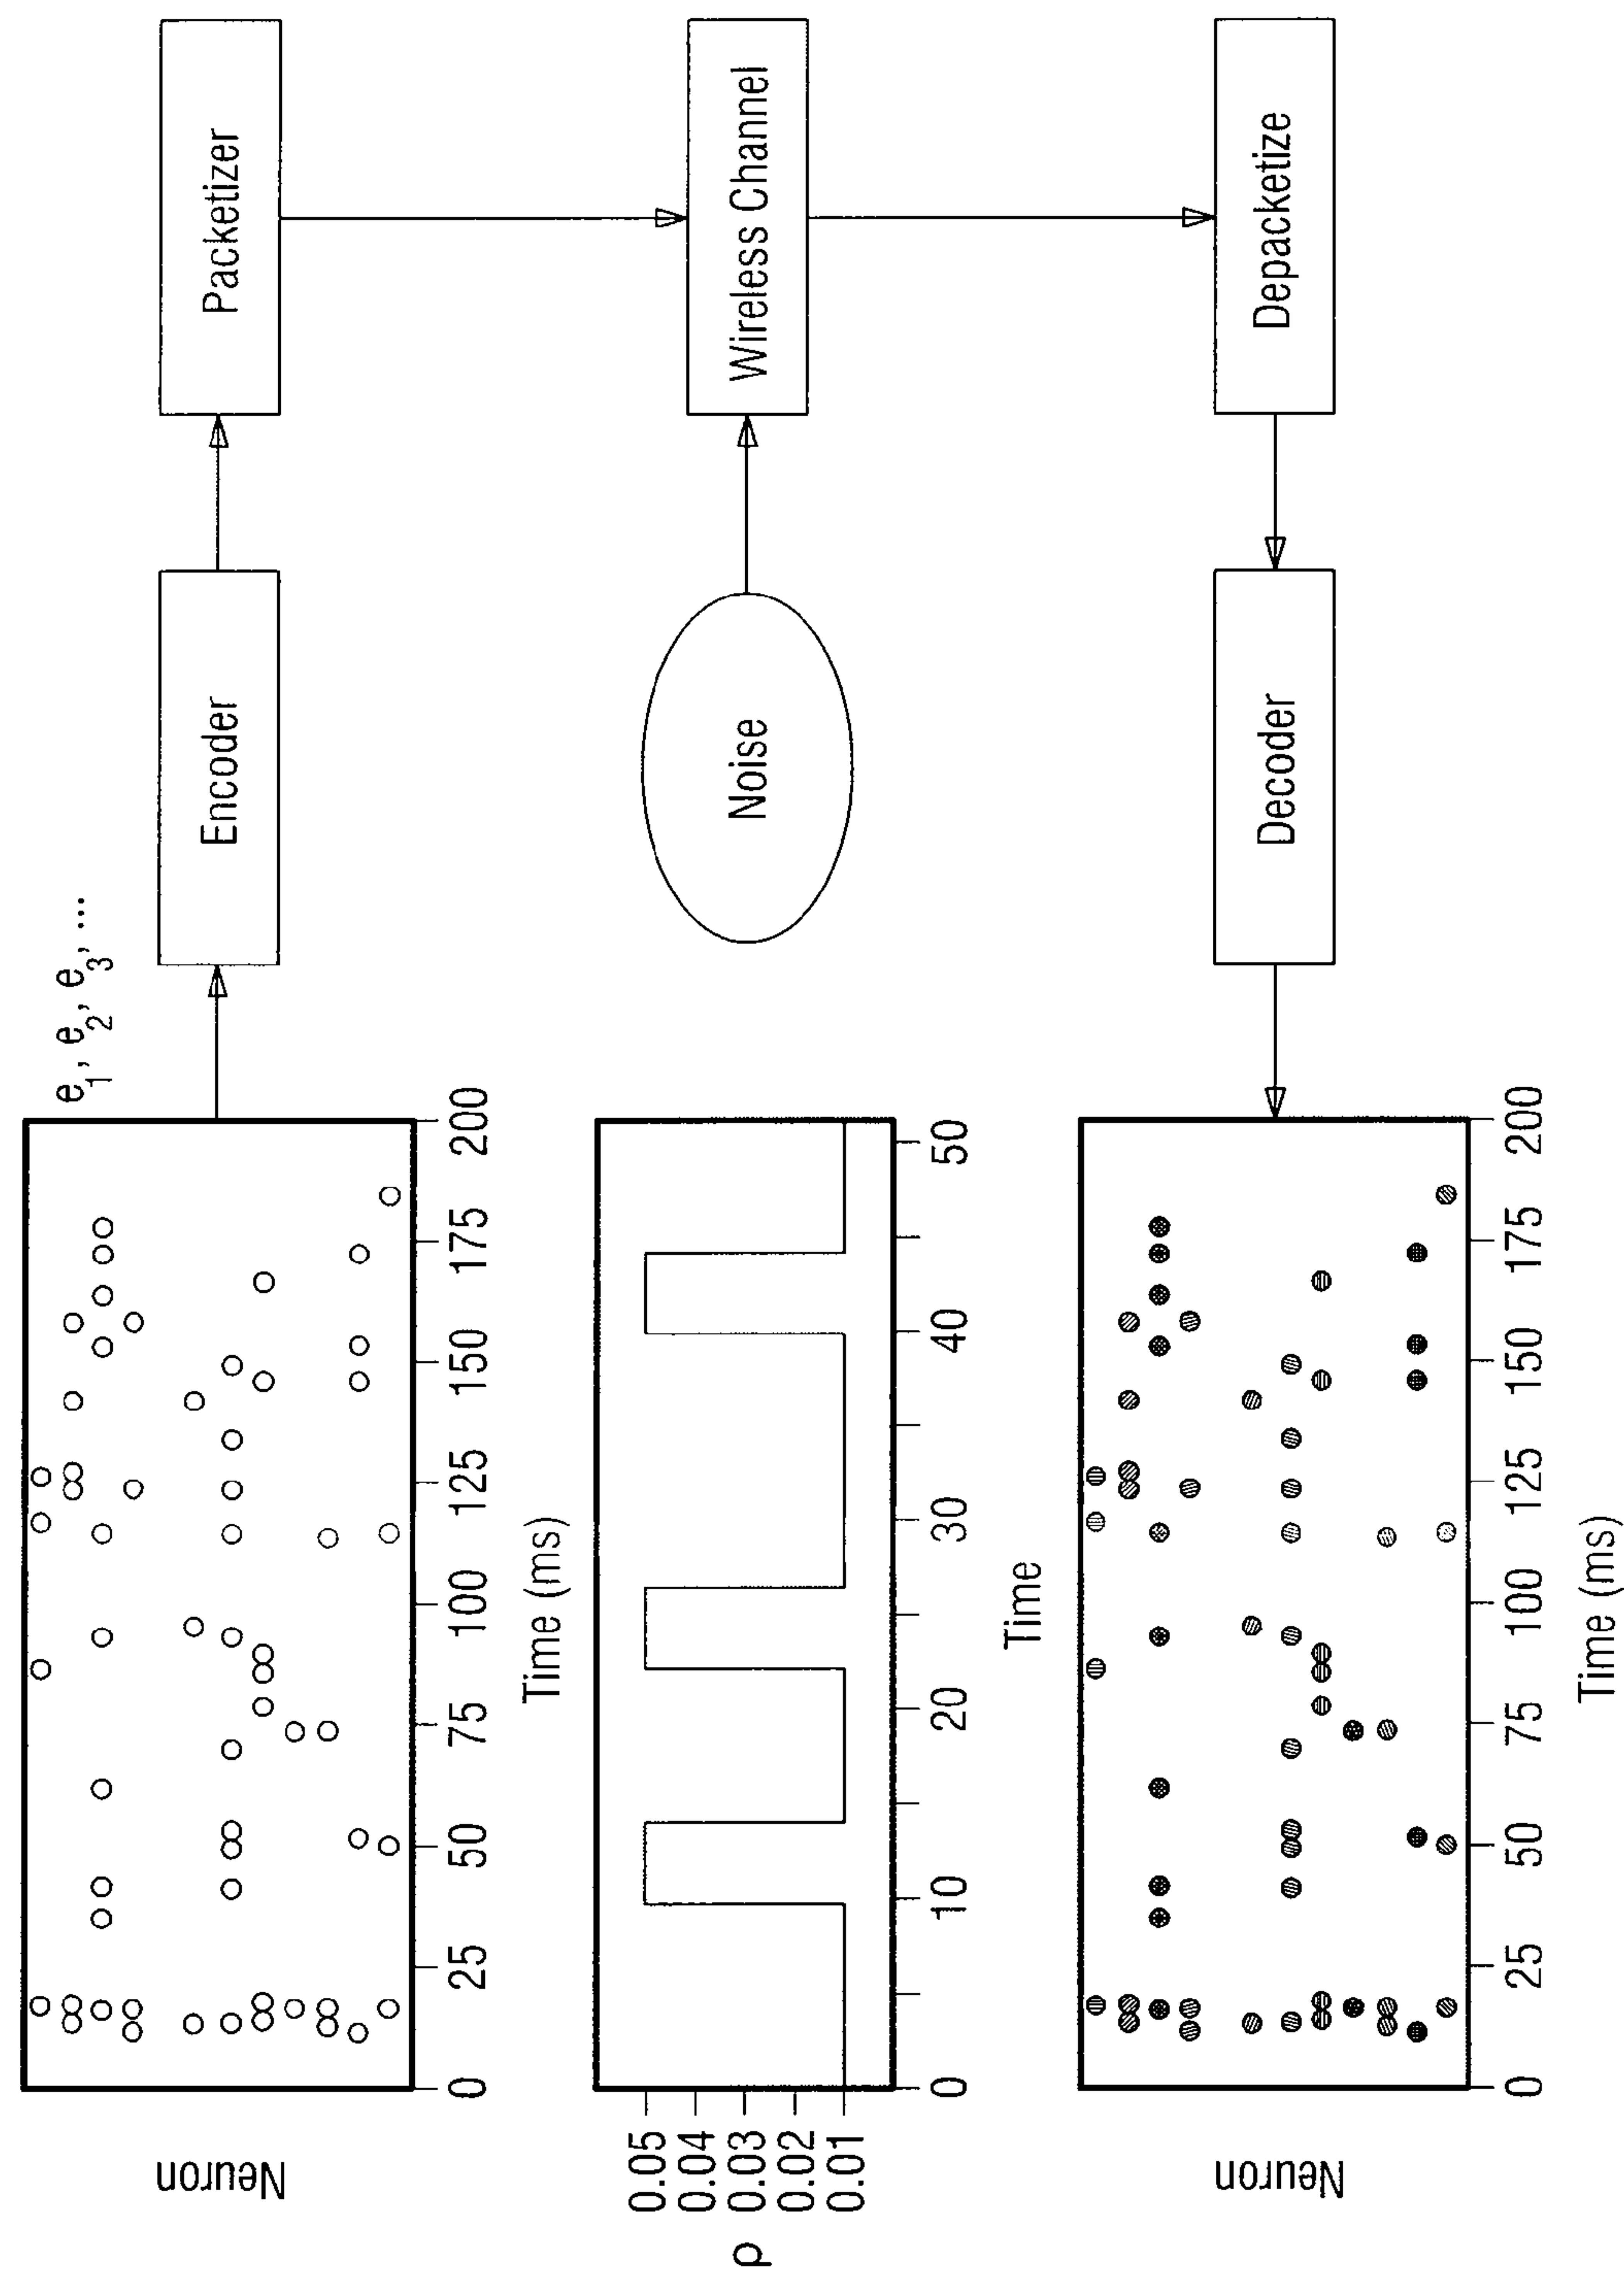 Neuron
0
25
50
75
100
125
150
175
200
Time (ms)
e1, e2, e3, ...
Encoder
Packetizer
ρ
0.05
0.04
0.03
0.02
0.01
0
10
20
30
40
50
Time
Noise
Wireless Channel
Neuron
0
25
50
75
100
125
150
175
200
Time (ms)
Decoder
Depacketize